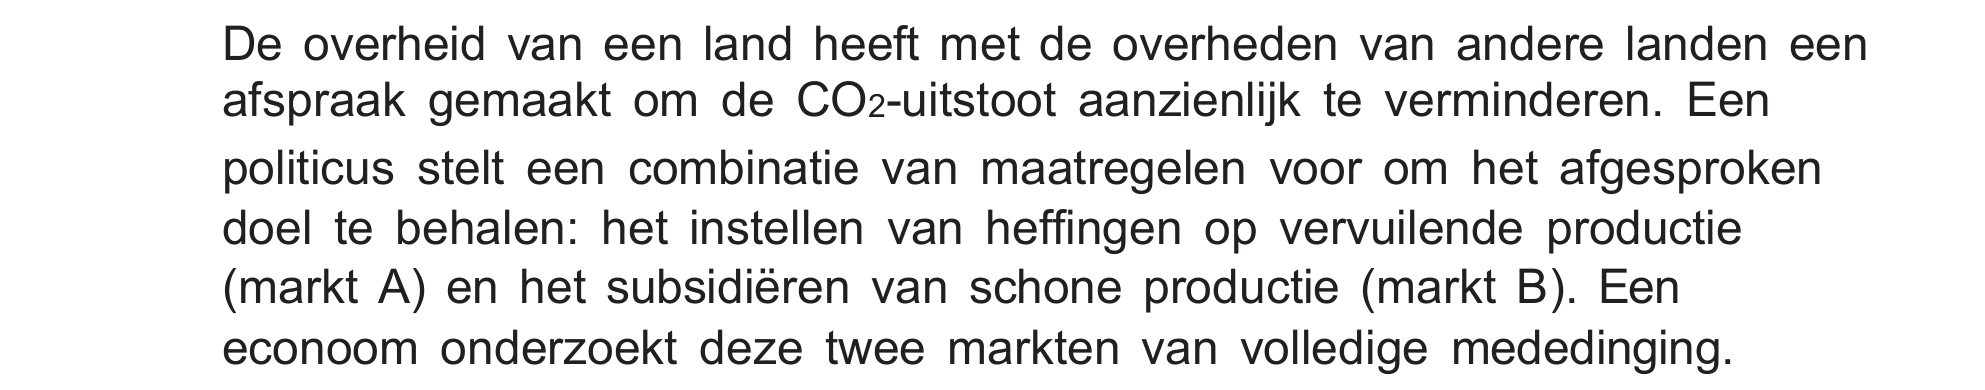 De overheid van een land heeft met de overheden van andere landen een
afspraak gemaakt om de CO2-uitstoot aanzienlijk te verminderen. Een
politicus stelt een combinatie van maatregelen voor om het afgesproken
doel te behalen: het instellen van heffingen op vervuilende productie
(markt A) en het subsidiëren van schone productie (markt B). Een
econoom onderzoekt deze twee markten van volledige mededinging.